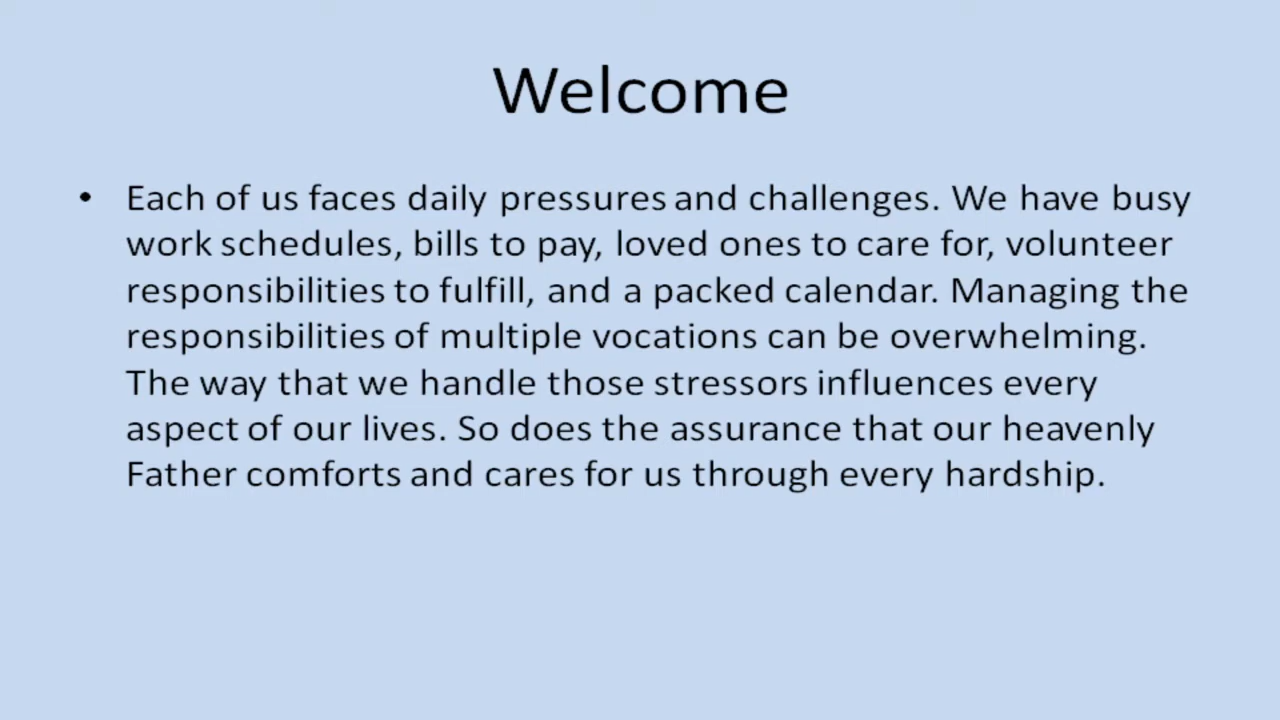 Welcome
• Each of us faces daily pressures and challenges. We have busy
work schedules, bills to pay, loved ones to care for, volunteer
responsibilities to fulfill, and a packed calendar. Managing the
responsibilities of multiple vocations can be overwhelming.
The way that we handle those stressors influences every
aspect of our lives. So does the assurance that our heavenly
Father comforts and cares for us through every hardship.